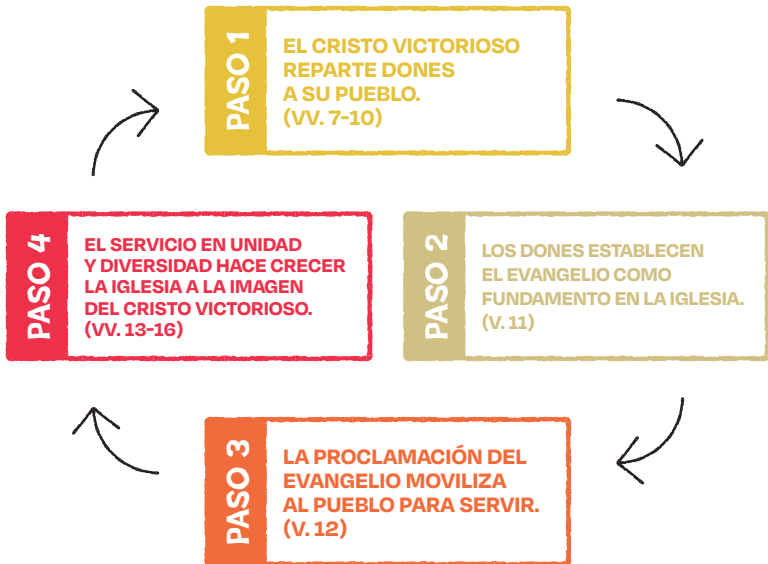 PASO 1
EL CRISTO VICTORIOSO
REPARTE DONES
A SU PUEBLO.
(VV. 7-10)
PASO 2
LOS DONES ESTABLECEN
EL EVANGELIO COMO
FUNDAMENTO EN LA IGLESIA.
(V. 11)
PASO 3
LA PROCLAMACIÓN DEL
EVANGELIO MOVILIZA
AL PUEBLO PARA SERVIR.
(V. 12)
PASO 4
EL SERVICIO EN UNIDAD
Y DIVERSIDAD HACE CRECER
LA IGLESIA A LA IMAGEN
DEL CRISTO VICTORIOSO.
(VV. 13-16)